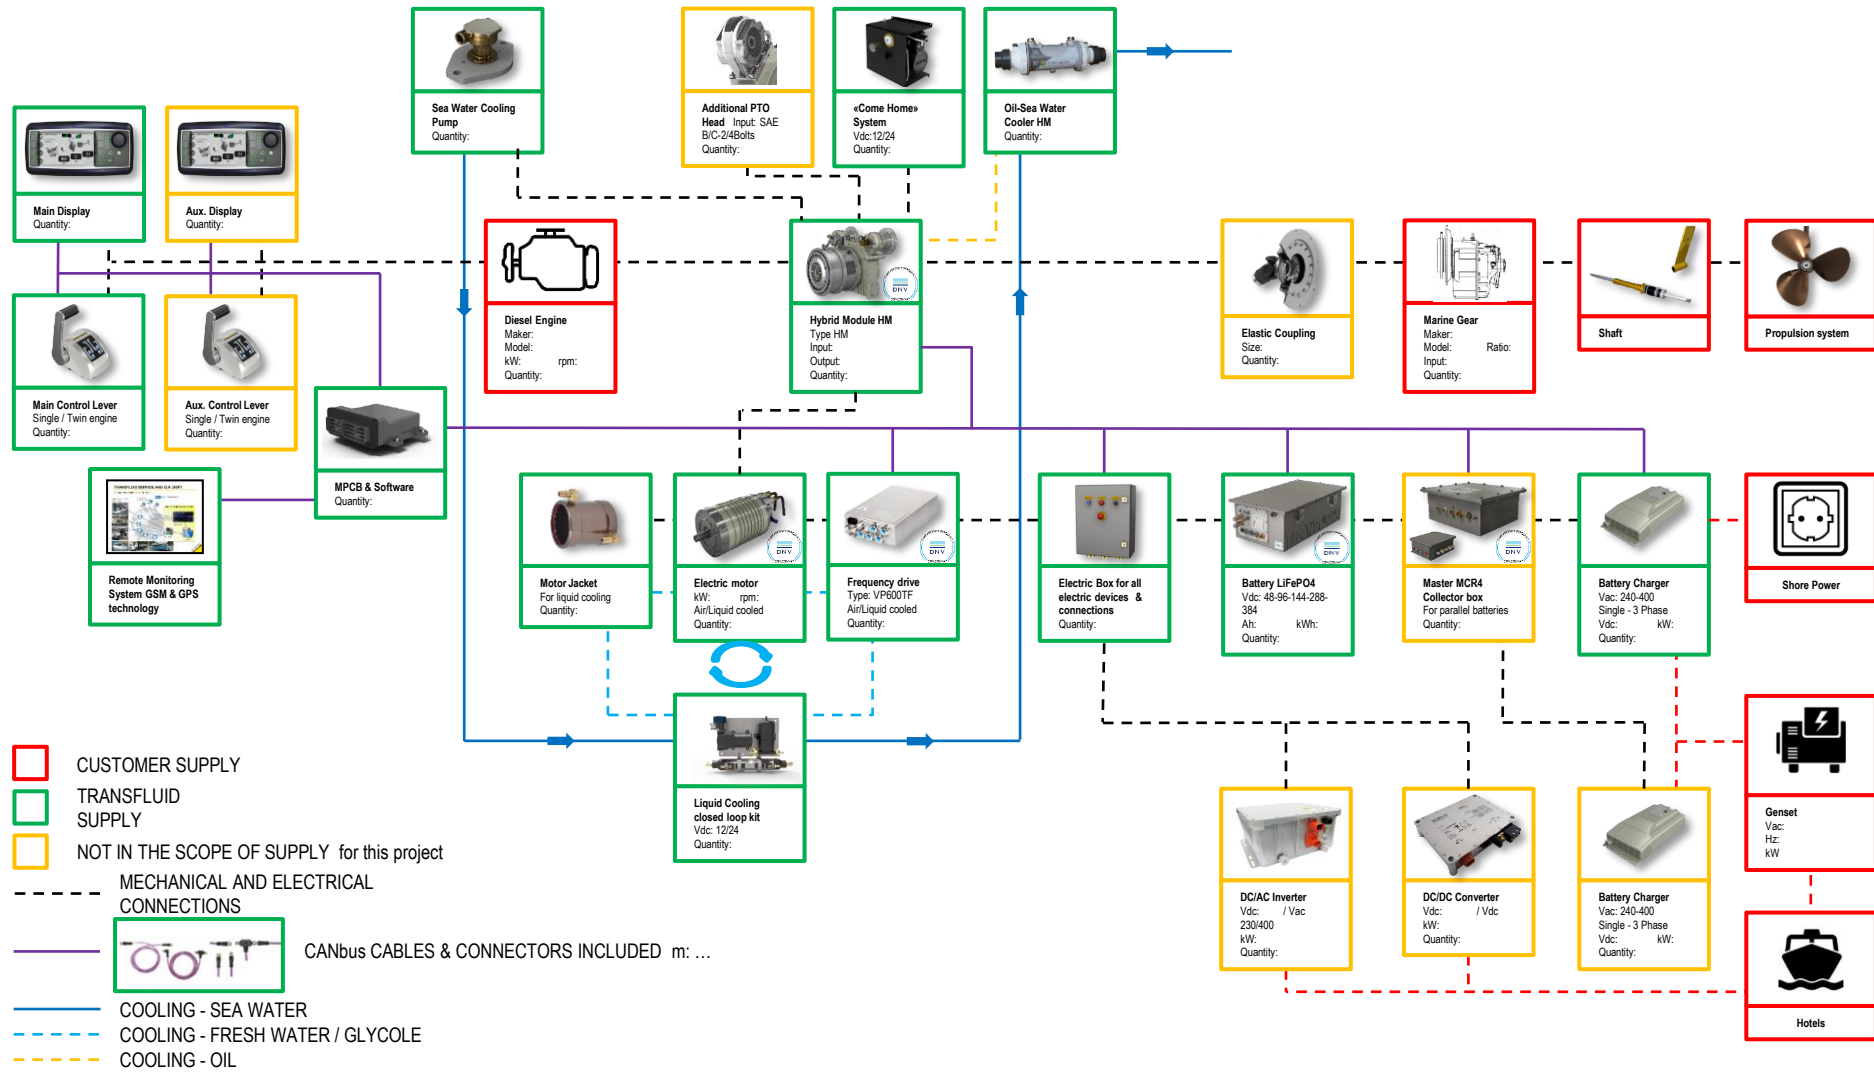 Sea Water Cooling
Pump
Quantity:
Additional PTO
Head Input: SAE
B/C-2/4Bolts
Quantity:
«Come Home»
System
Vdc:12/24
Quantity:
Oil-Sea Water
Cooler HM
Quantity:
Main Display
Quantity:
Aux. Display
Quantity:
Diesel Engine
Maker:
Model:
kW: rpm:
Quantity:
DNV
Hybrid Module HM
Type HM
Input:
Output:
Quantity:
Elastic Coupling
Size:
Quantity:
Marine Gear
Maker:
Model: Ratio:
Input:
Quantity:
Shaft
Propulsion system
Main Control Lever
Single / Twin engine
Quantity:
Aux. Control Lever
Single / Twin engine
Quantity:
MPCB & Software
Quantity:
Remote Monitoring
System GSM & GPS
technology
Motor Jacket
For liquid cooling
Quantity:
DNV
Electric motor
kW: rpm:
Air/Liquid cooled
Quantity:
DNV
Frequency drive
Type: VP600TF
Air/Liquid cooled
Quantity:
Electric Box for all
electric devices &
connections
Quantity:
DNV
Battery LiFePO4
Vdc: 48-96-144-288-
384
Ah: kWh:
Quantity:
DNV
Master MCR4
Collector box
For parallel batteries
Quantity:
Battery Charger
Vac: 240-400
Single - 3 Phase
Vdc: kW:
Quantity:
Shore Power
Liquid Cooling
closed loop kit
Vdc: 12/24
Quantity:
DC/AC Inverter
Vdc: / Vac
230/400
kW:
Quantity:
DC/DC Converter
Vdc: / Vdc
kW:
Quantity:
Battery Charger
Vac: 240-400
Single - 3 Phase
Vdc: kW:
Quantity:
Genset
Vac:
Hz:
kW
Hotels
CUSTOMER SUPPLY
TRANSFLUID
SUPPLY
NOT IN THE SCOPE OF SUPPLY for this project
MECHANICAL AND ELECTRICAL
CONNECTIONS
CANbus CABLES & CONNECTORS INCLUDED m: …
COOLING - SEA WATER
COOLING - FRESH WATER / GLYCOLE
COOLING - OIL